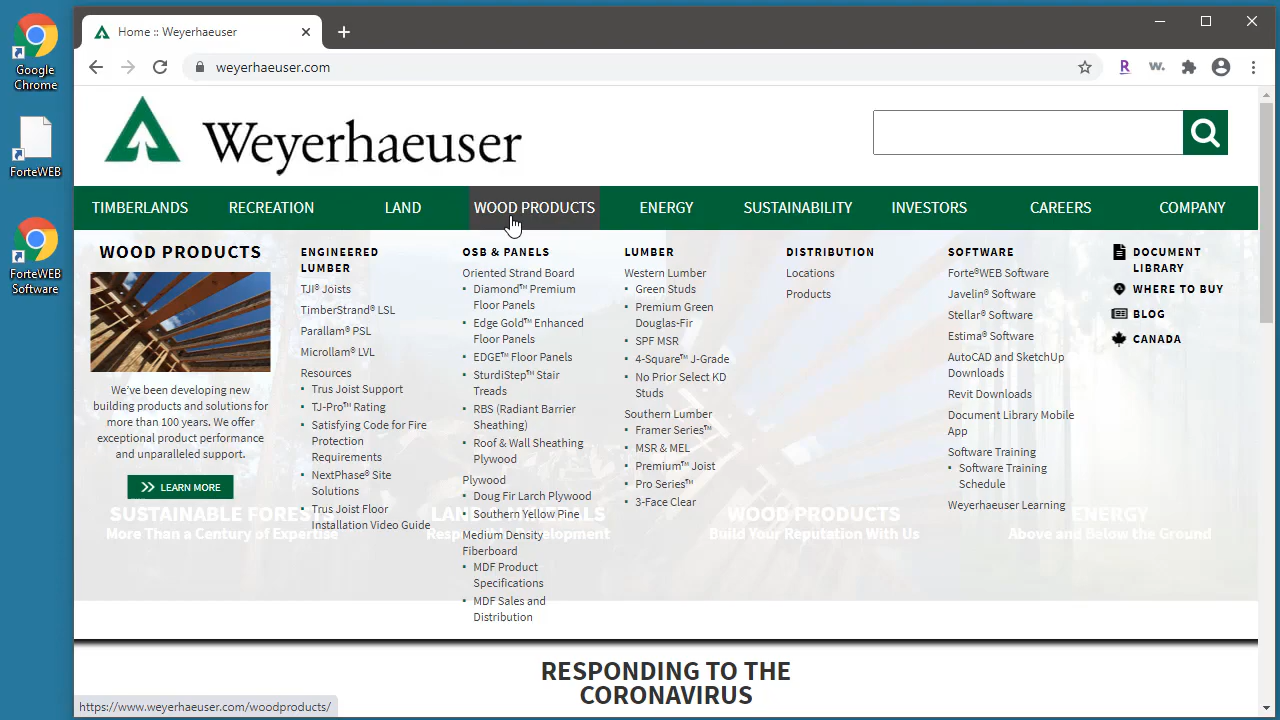 Google
Chrome
ForteWEB
ForteWEB
Software
Home :: Weyerhaeuser
weyerhaeuser.com
R
w.
Weyerhaeuser
TIMBERLANDS
RECREATION
LAND
WOOD PRODUCTS
ENERGY
SUSTAINABILITY
INVESTORS
CAREERS
COMPANY
WOOD PRODUCTS
We've been developing new
building products and solutions for
more than 100 years. We offer
exceptional product performance
and unparalleled support.
LEARN MORE
ENGINEERED
LUMBER
TJI® Joists
TimberStrand® LSL
Parallam® PSL
Microllam® LVL
Resources
Trus Joist Support
TJ-Pro™ Rating
Satisfying Code for Fire
Protection
Requirements
NextPhase® Site
Solutions
Trus Joist Floor
Installation Video Guide
OSB & PANELS
Oriented Strand Board
Diamond™ Premium
Floor Panels
Edge Gold™ Enhanced
Floor Panels
EDGE™ Floor Panels
SturdiStep™ Stair
Treads
RBS (Radiant Barrier
Sheathing)
Roof & Wall Sheathing
Plywood
Plywood
Doug Fir Larch Plywood
Southern Yellow Pine
Medium Density
Fiberboard
MDF Product
Specifications
MDF Sales and
Distribution
LUMBER
Western Lumber
Green Studs
Premium Green
Douglas-Fir
SPF MSR
4-Square™ J-Grade
No Prior Select KD
Studs
Southern Lumber
Framer Series™
MSR & MEL
Premium™ Joist
Pro Series™
3-Face Clear
DISTRIBUTION
Locations
Products
SOFTWARE
Forte®WEB Software
Javelin® Software
Stellar® Software
Estima® Software
AutoCAD and SketchUp
Downloads
Revit Downloads
Document Library Mobile
App
Software Training
Software Training
Schedule
Weyerhaeuser Learning
DOCUMENT
LIBRARY
WHERE TO BUY
BLOG
CANADA
More Than a Century of Expertise
WOOD PRODUCTS
Build Your Reputation With Us
ENERGY
Above and Below the Ground
RESPONDING TO THE
CORONAVIRUS
https://www.weyerhaeuser.com/woodproducts/